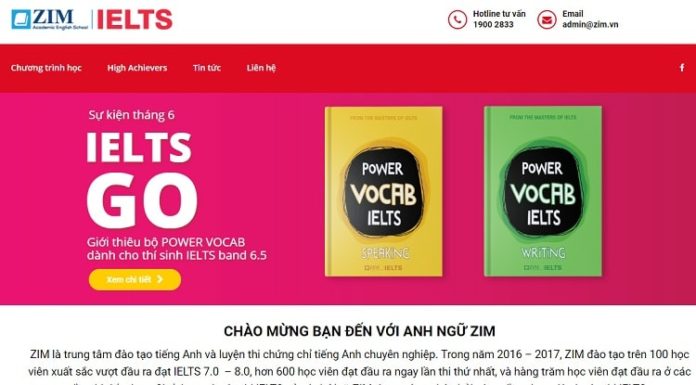 ZIM IELTS
Academic English School
Hotline tư vấn
1900 2833
Email
admin@zim.vn
Chương trình học High Achievers Tin tức Liên hệ
Sự kiện tháng 6
IELTS
GO
Giới thiêu bộ POWER VOCAB
dành cho thí sinh IELTS band 6.5
Xem chi tiết
FROM THE MASTERS OF IELTS
POWER
VOCAB
IELTS
SPEAKING
ZIM IELTS
FROM THE MASTERS OF IELTS
POWER
VOCAB
IELTS
WRITING
ZIM IELTS
CHÀO MỪNG BẠN ĐẾN VỚI ANH NGỮ ZIM
ZIM là trung tâm đào tạo tiếng Anh và luyện thi chứng chỉ tiếng Anh chuyên nghiệp. Trong năm 2016 – 2017, ZIM đào tạo trên 100 học
viên xuất sắc vượt đầu ra đạt IELTS 7.0 – 8.0, hơn 600 học viên đạt đầu ra ngay lần thi thứ nhất, và hàng trăm học viên đạt đầu ra ở các